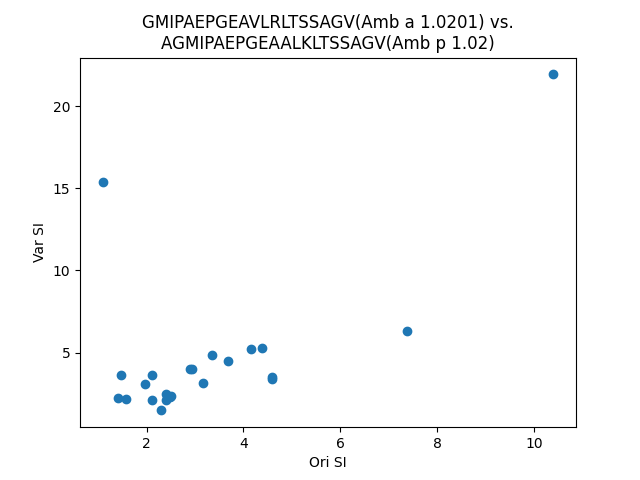 GMIPAEPGEAVLRLTSSAGV(Amb a 1.0201) vs.
AGMIPAEPGEAALKLTSSAGV(Amb p 1.02)
20
15
10
5
Var SI
2
4
6
8
10
Ori SI